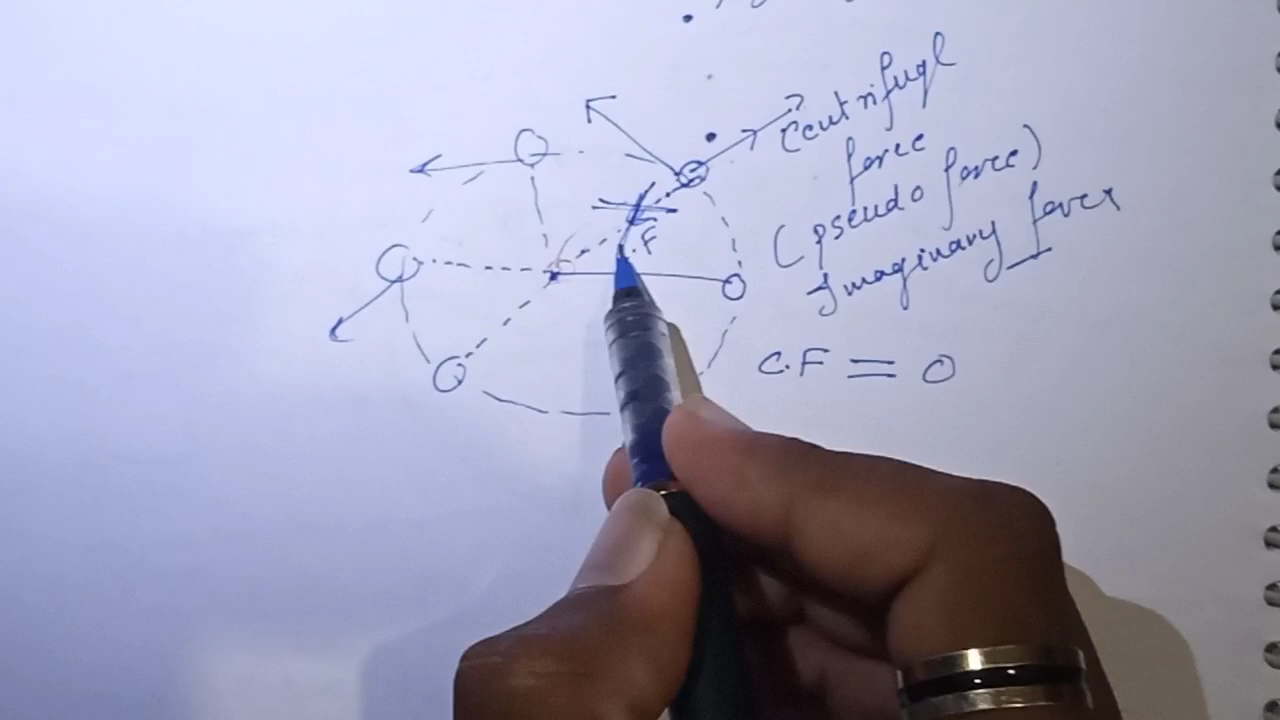 Centrifugl
force
(pseudo force)
Imaginary force
.F
C.F = 0